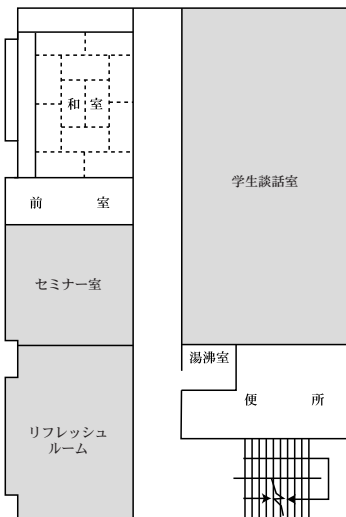 和室
学生談話室
前室
セミナー室
湯沸室
便所
リフレッシュ
ルーム